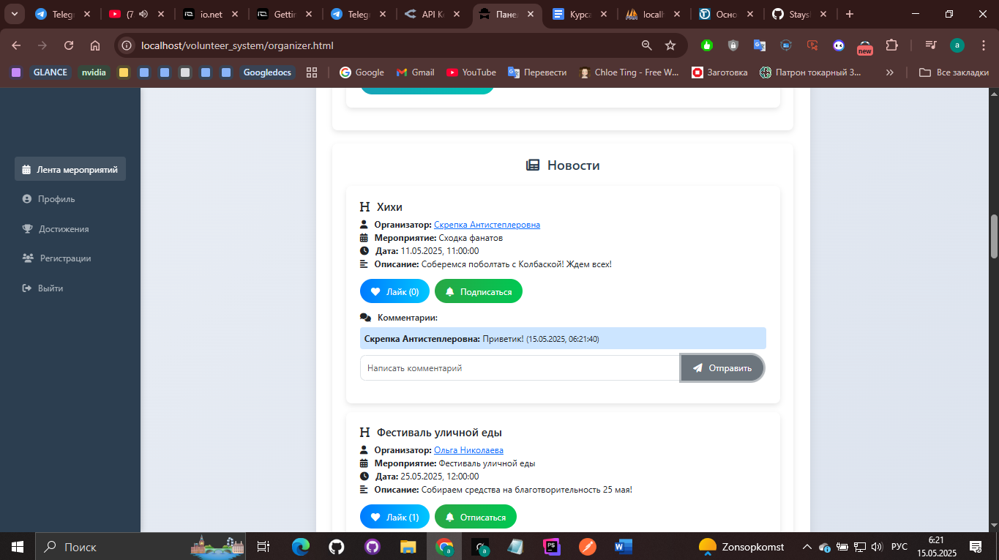 Telegr
(7
io.net
Gettin
Telegr
API Ke
Панел
Курса
localh
Осно
Staysl
localhost/volunteer_system/organizer.html
new
a
GLANCE
nvidia
Googledocs
Google
Gmail
YouTube
Перевести
Chloe Ting - Free W...
Заготовка
Патрон токарный 3...
Все закладки
Лента мероприятий
Профиль
Достижения
Регистрации
Выйти
Новости
Хихи
Организатор: Скрепка Антистеплеровна
Мероприятие: Сходка фанатов
Дата: 11.05.2025, 11:00:00
Описание: Соберемся поболтать с Колбаской! Ждем всех!
Лайк (0)
Подписаться
Комментарии:
Скрепка Антистеплеровна: Приветик! (15.05.2025, 06:21:40)
Написать комментарий
Отправить
Фестиваль уличной еды
Организатор: Ольга Николаева
Мероприятие: Фестиваль уличной еды
Дата: 25.05.2025, 12:00:00
Описание: Собираем средства на благотворительность 25 мая!
Лайк (1)
Отписаться
Поиск
Zonsopkomst
РУС
6:21
15.05.2025